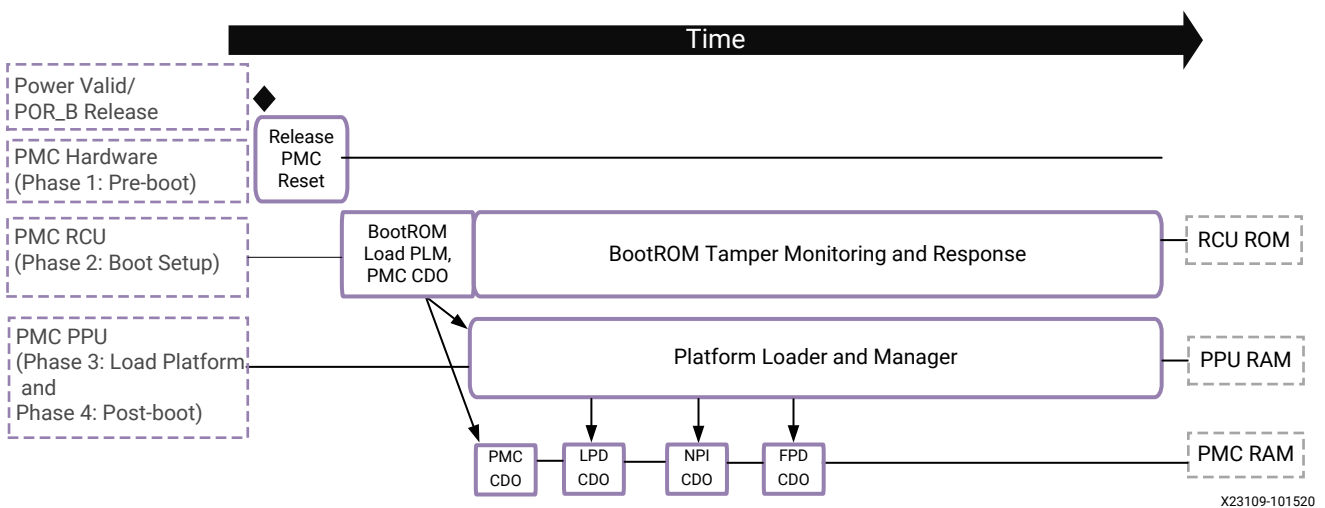 Time
Power Valid/
POR_B Release
Release
PMC
Reset
PMC Hardware
(Phase 1: Pre-boot)
PMC RCU
(Phase 2: Boot Setup)
BootROM
Load PLM,
PMC CDO
BootROM Tamper Monitoring and Response
RCU ROM
PMC PPU
(Phase 3: Load Platform
and
Phase 4: Post-boot)
Platform Loader and Manager
PPU RAM
PMC
CDO
LPD
CDO
NPI
CDO
FPD
CDO
PMC RAM
X23109-101520